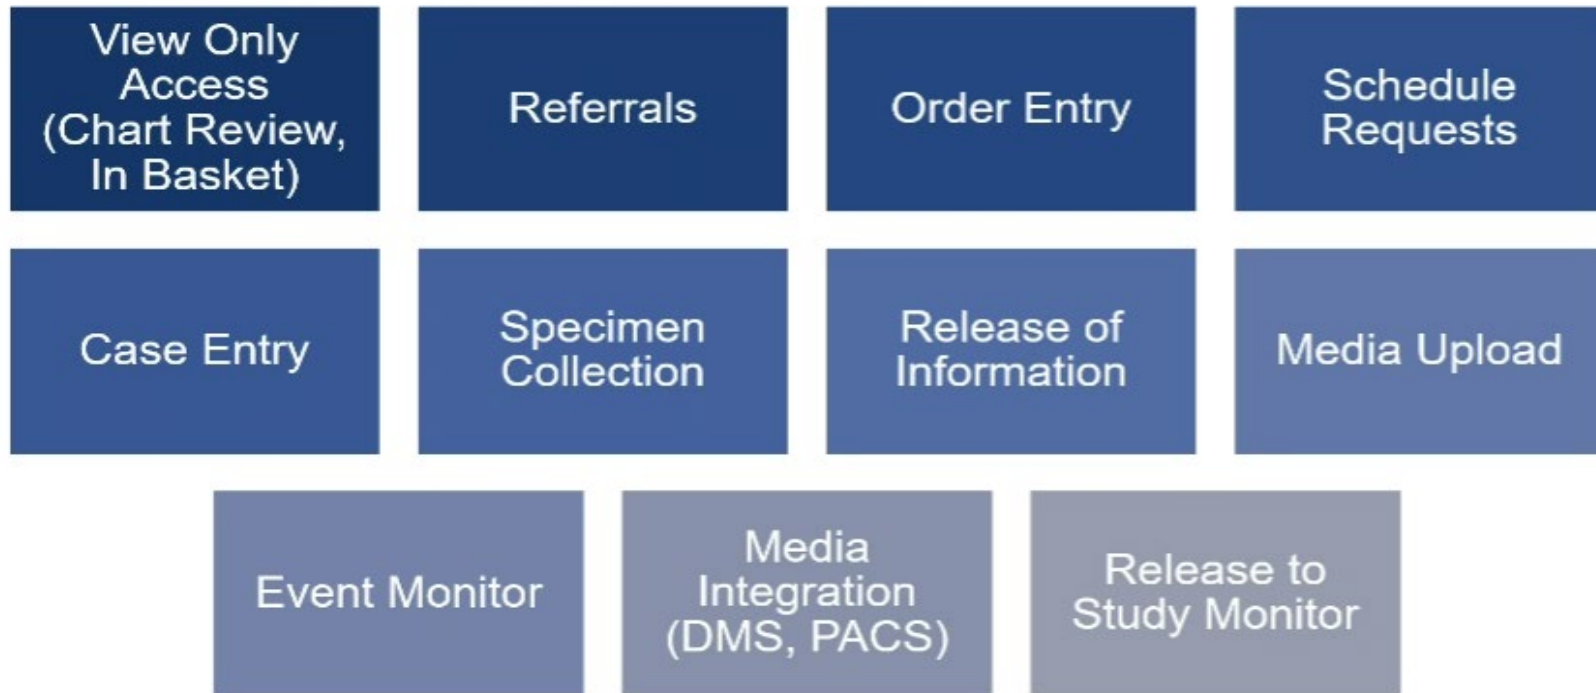 View Only
Access
(Chart Review,
In Basket)
Referrals
Order Entry
Schedule
Requests
Case Entry
Specimen
Collection
Release of
Information
Media Upload
Event Monitor
Media
Integration
(DMS, PACS)
Release to
Study Monitor